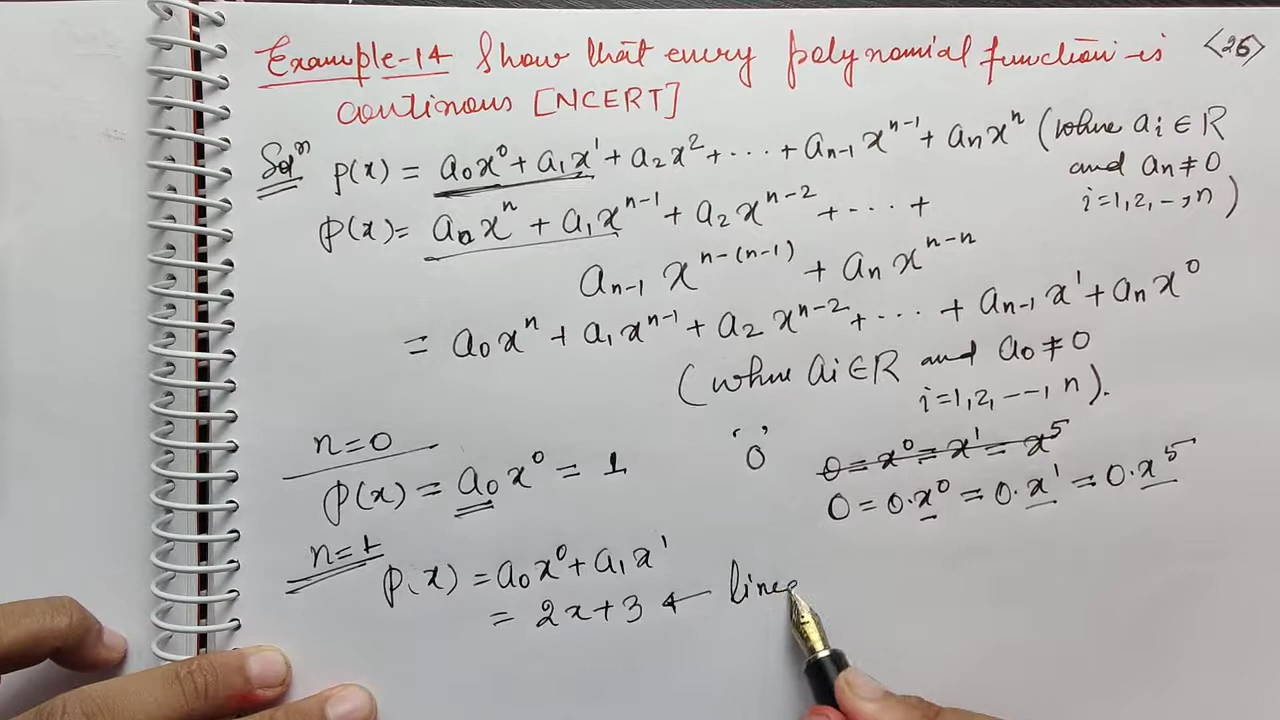 Example-14 Show that every polynomial function is <26>
continous [NCERT]
Solⁿ p(x) = a₀x⁰ + a₁x¹ + a₂x² + ... + aₙ₋₁xⁿ⁻¹ + aₙxⁿ (where aᵢ ∈ R
and aₙ ≠ 0
i=1,2,--,n)
p(x) = a₀xⁿ + a₁xⁿ⁻¹ + a₂xⁿ⁻² + .... +
aₙ₋₁ xⁿ⁻⁽ⁿ⁻¹⁾ + aₙxⁿ⁻ⁿ
= a₀xⁿ + a₁xⁿ⁻¹ + a₂xⁿ⁻² + .... + aₙ₋₁x¹ + aₙx⁰
(where aᵢ ∈ R and a₀ ≠ 0
i=1,2,---,n).
n=0
p(x) = a₀x⁰ = 1
'0'
0 = x⁰ = x¹ = x⁵
0 = 0·x⁰ = 0·x¹ = 0·x⁵
n=1
p(x) = a₀x⁰ + a₁x¹
= 2x+3 ← linea